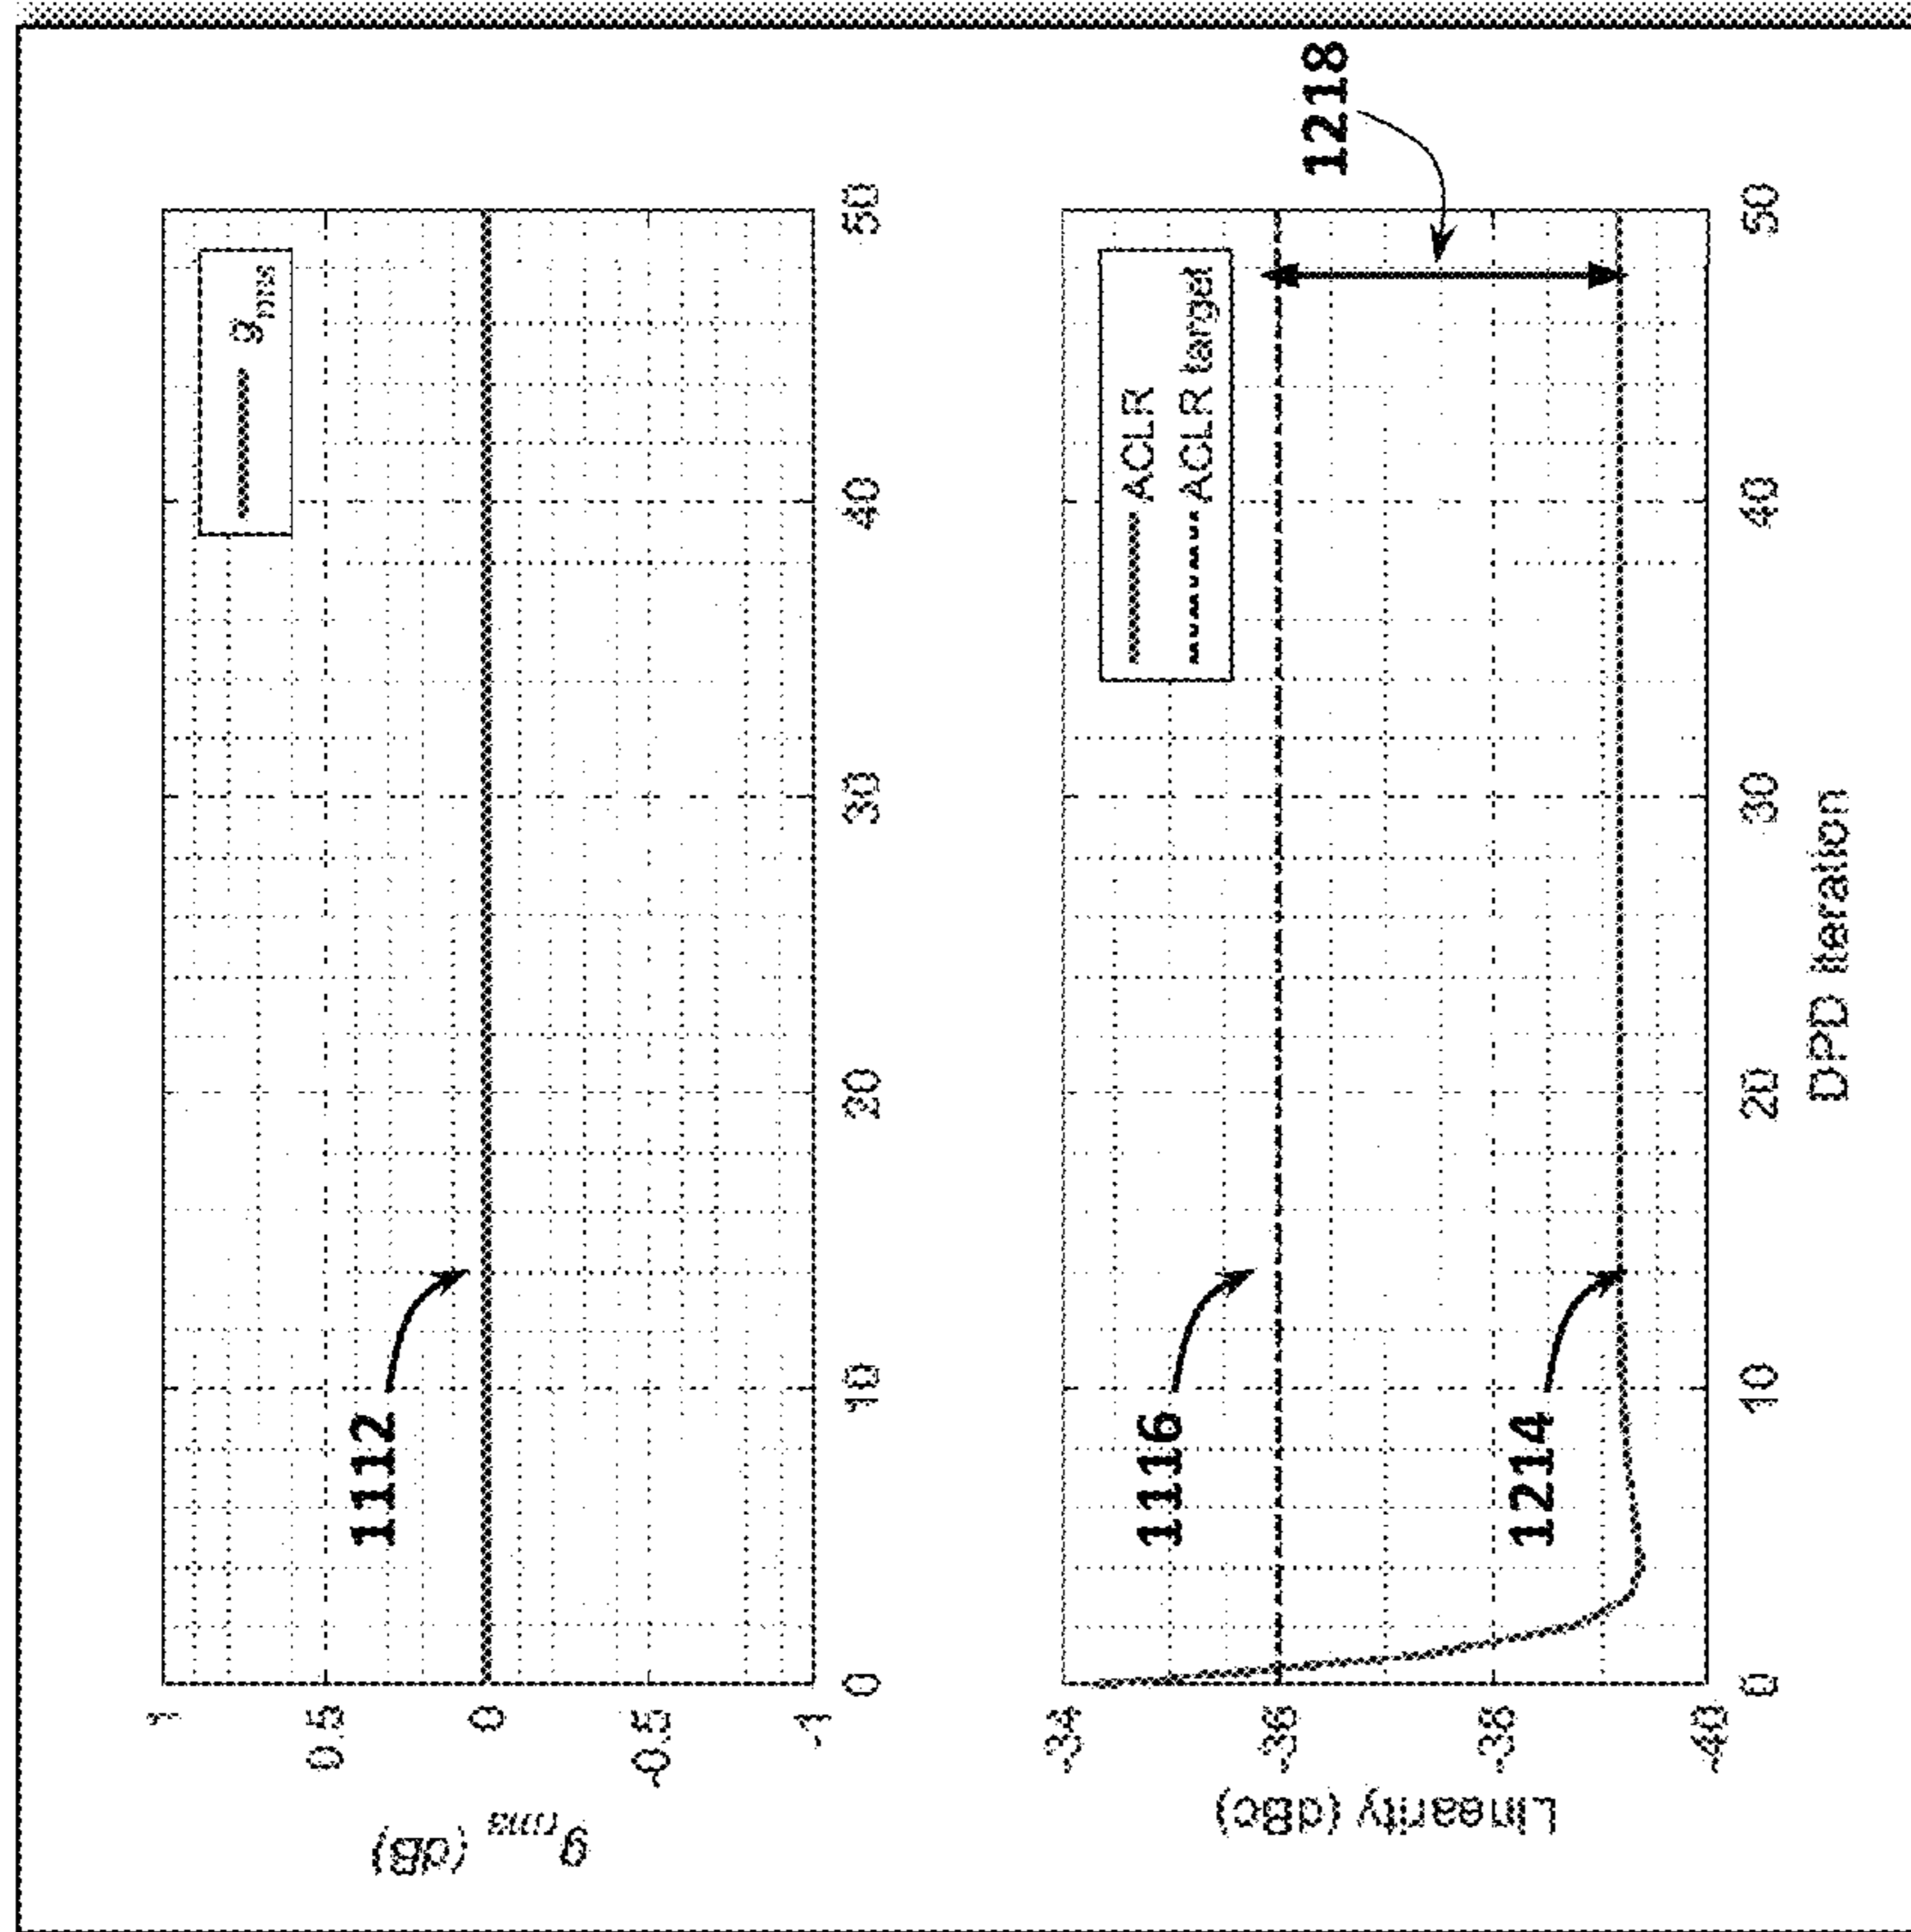 1
0.5
0
-0.5
-1
g_rms (dB)
g_rms
1112
0 10 20 30 40 50
-34
-36
-38
-40
Linearity (dBc)
ACLR
ACLR target
1116
1214
1218
0 10 20 30 40 50
DPD iteration